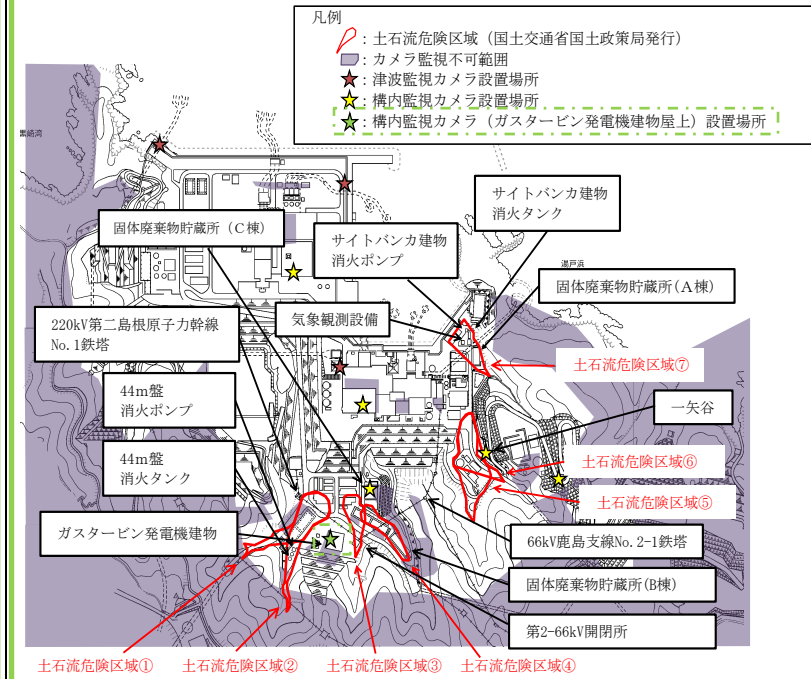 凡例
：土石流危険区域（国土交通省国土政策局発行）
：カメラ監視不可範囲
：津波監視カメラ設置場所
：構内監視カメラ設置場所
：構内監視カメラ（ガスタービン発電機建物屋上）設置場所
サイトバンカ建物
消火タンク
固体廃棄物貯蔵所（C棟）
サイトバンカ建物
消火ポンプ
湯戸浜
固体廃棄物貯蔵所(A棟)
220kV第二島根原子力幹線
No.1鉄塔
気象観測設備
土石流危険区域⑦
44m盤
消火ポンプ
一矢谷
44m盤
消火タンク
土石流危険区域⑥
土石流危険区域⑤
ガスタービン発電機建物
66kV鹿島支線No.2-1鉄塔
固体廃棄物貯蔵所(B棟)
第2-66kV開閉所
土石流危険区域①
土石流危険区域②
土石流危険区域③
土石流危険区域④